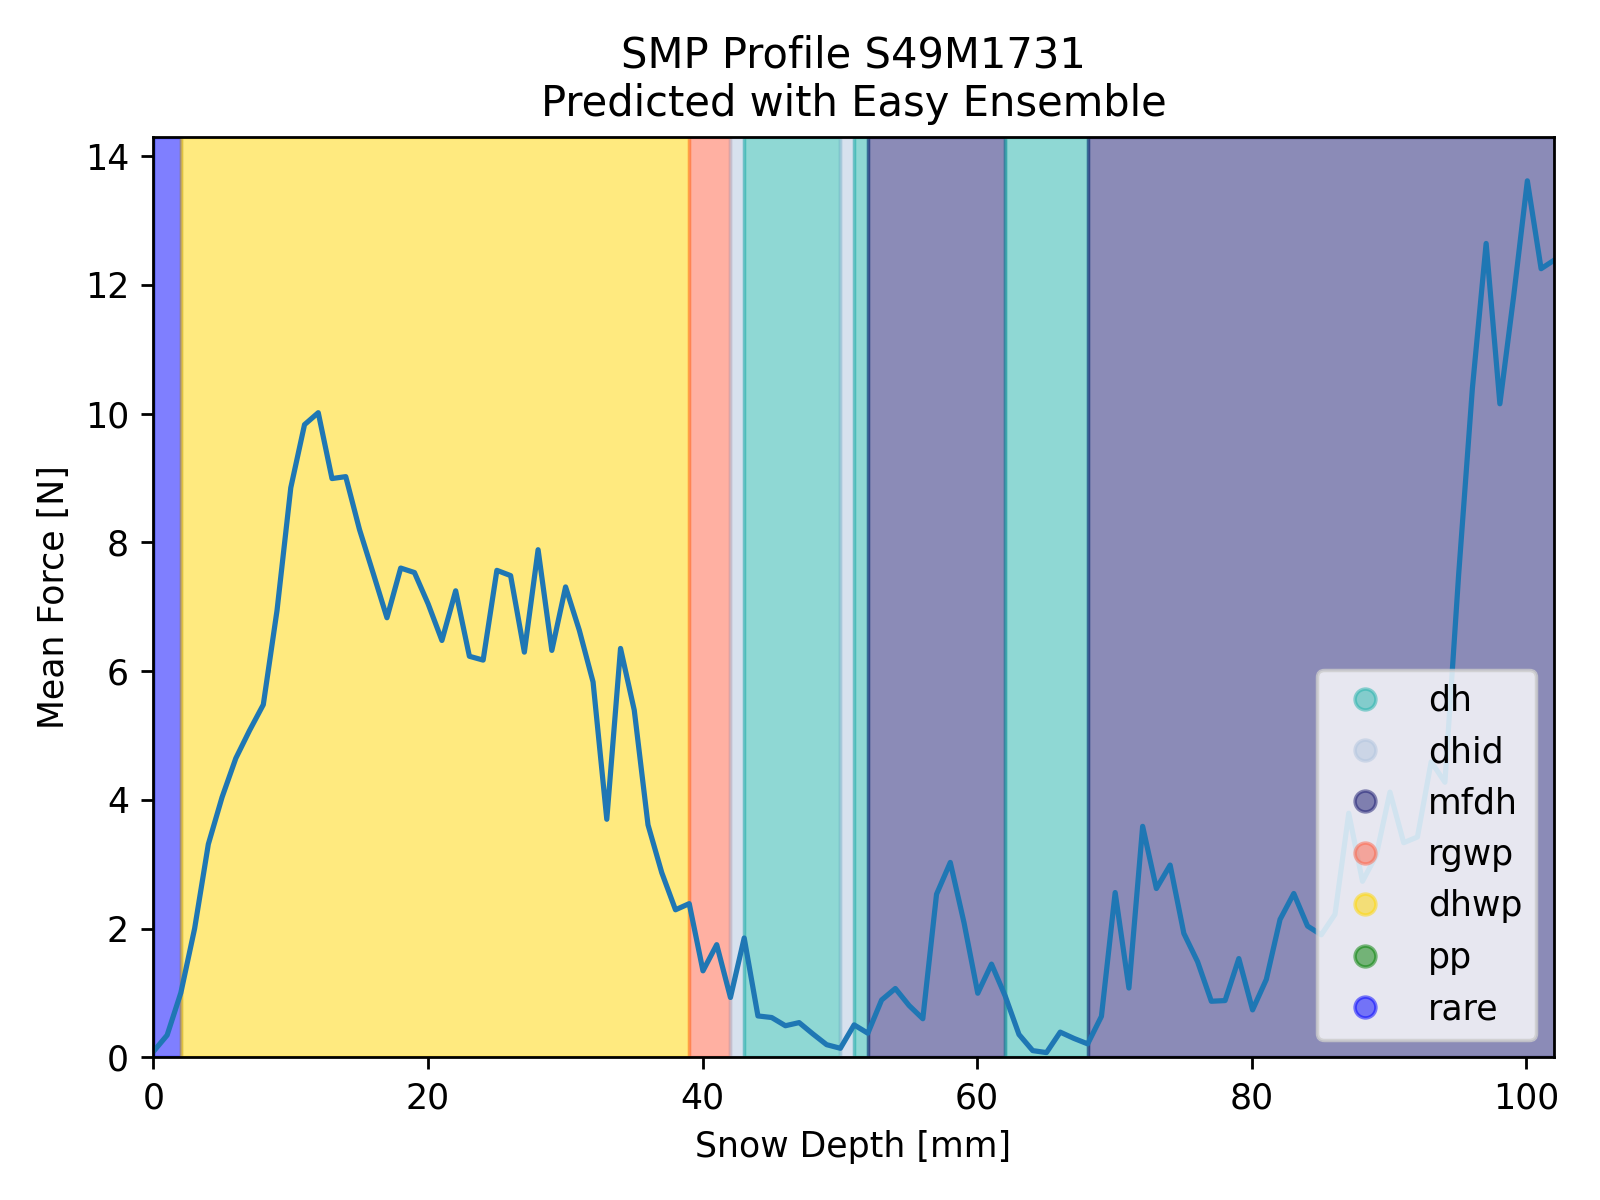 SMP Profile S49M1731
Predicted with Easy Ensemble
14
12
10
8
6
4
2
0
Mean Force [N]
dh
dhid
mfdh
rgwp
dhwp
pp
rare
0 20 40 60 80 100
Snow Depth [mm]